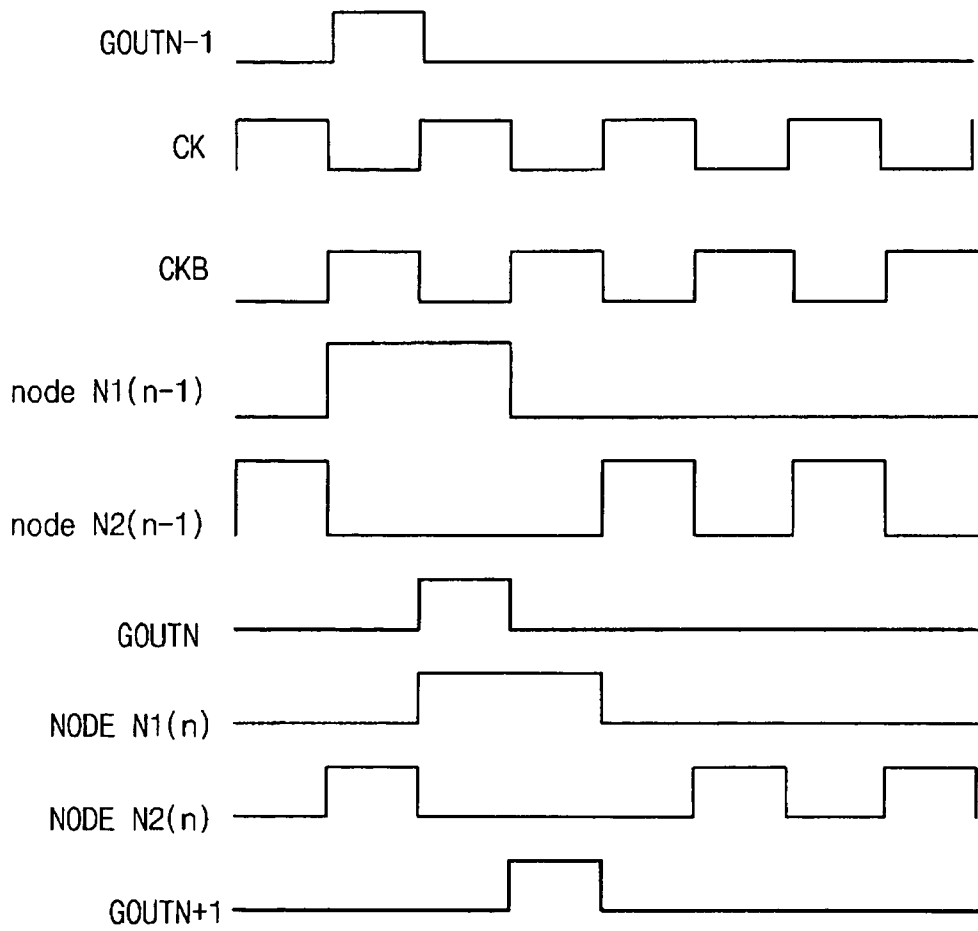 GOUTN-1
CK
CKB
node N1(n-1)
node N2(n-1)
GOUTN
NODE N1(n)
NODE N2(n)
GOUTN+1